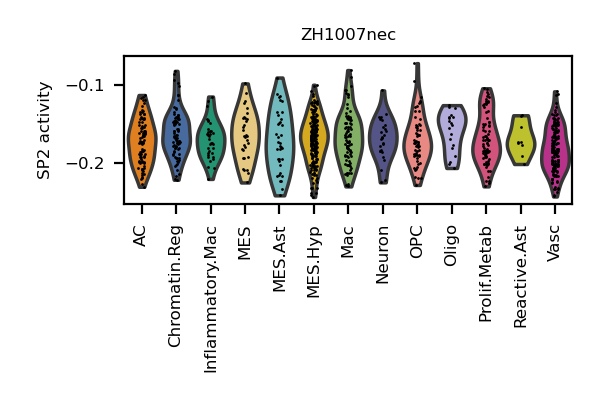 ZH1007nec
SP2 activity
−0.1
−0.2
AC
Chromatin.Reg
Inflammatory.Mac
MES
MES.Ast
MES.Hyp
Mac
Neuron
OPC
Oligo
Prolif.Metab
Reactive.Ast
Vasc